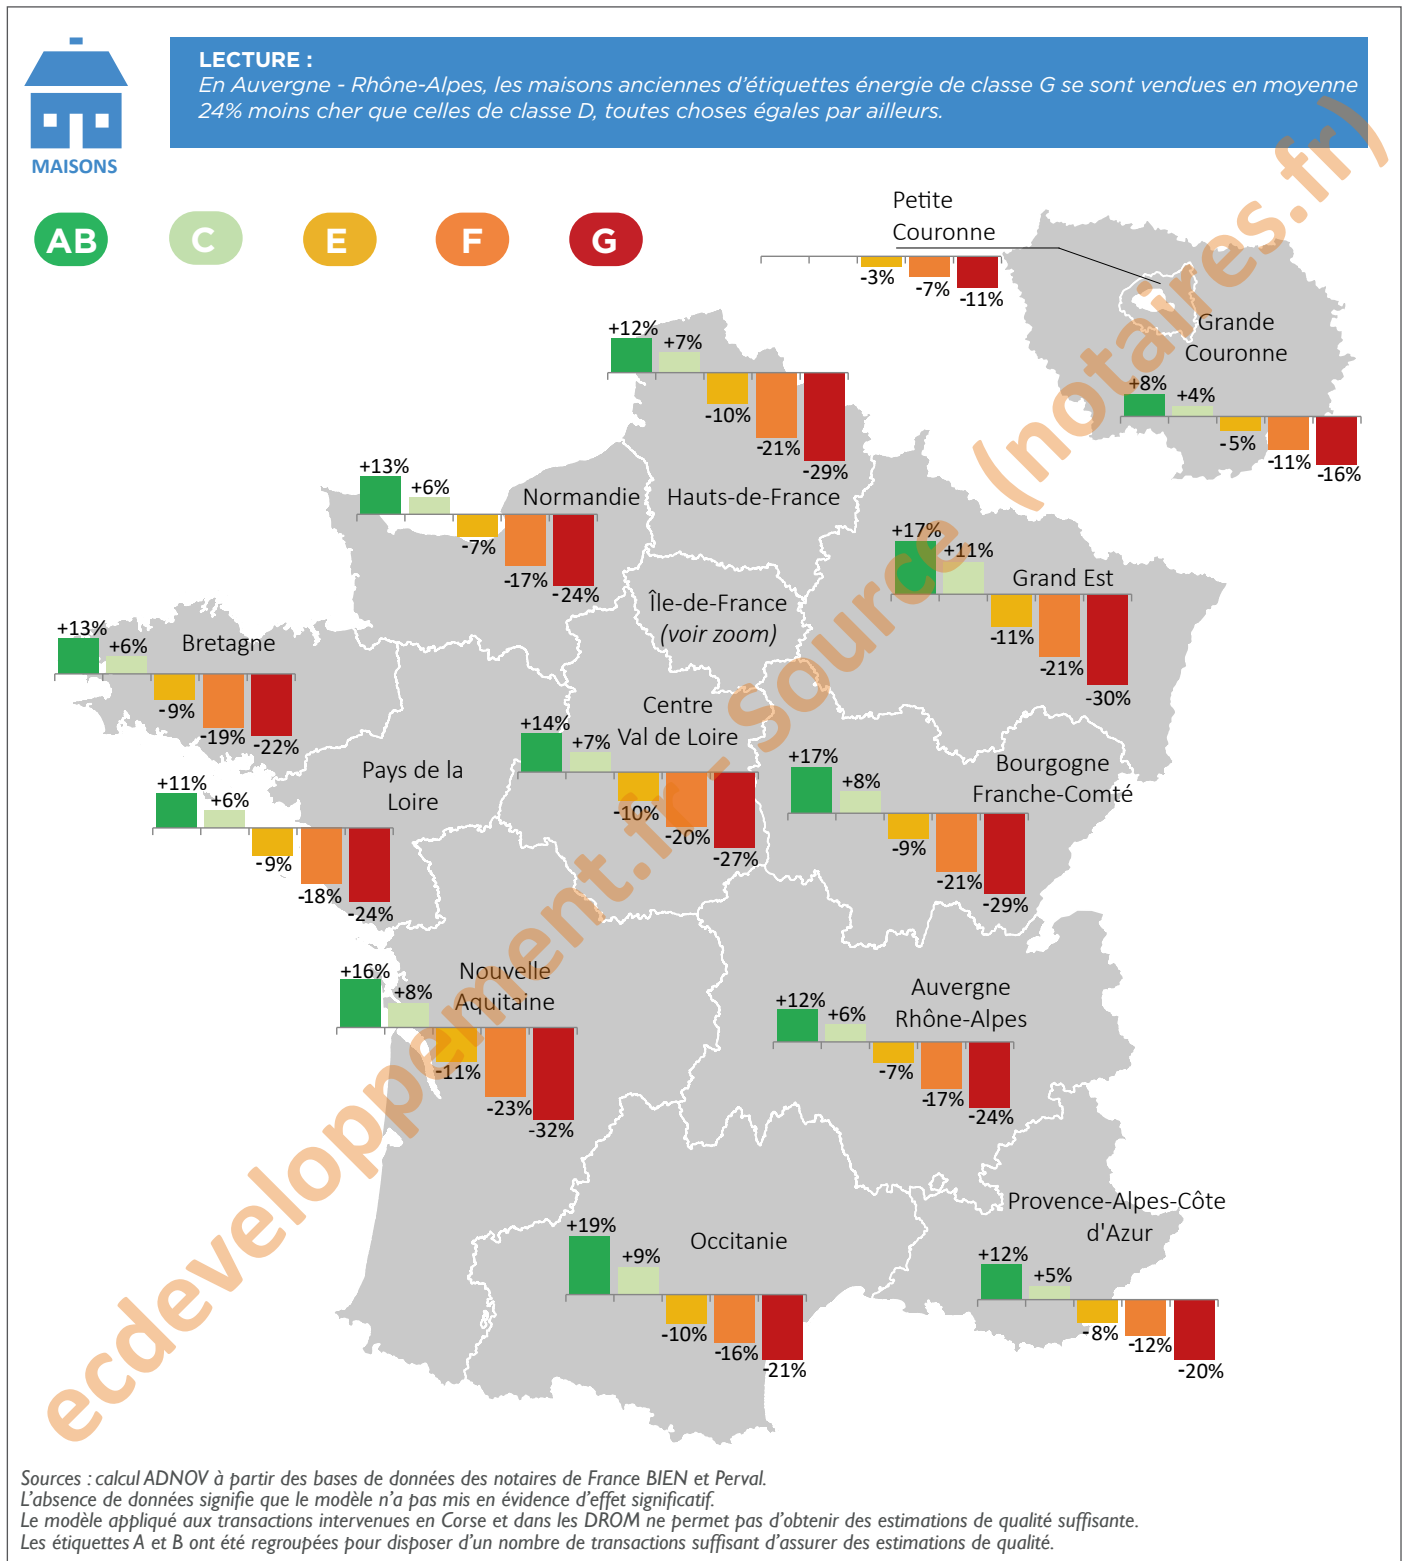 LECTURE :
En Auvergne - Rhône-Alpes, les maisons anciennes d'étiquettes énergie de classe G se sont vendues en moyenne
24% moins cher que celles de classe D, toutes choses égales par ailleurs.
MAISONS
AB C E F G
Petite
Couronne
-3% -7% -11%
Grande
Couronne
+8% +4% -5% -11% -16%
+12% +7% -10% -21% -29%
Hauts-de-France
+13% +6% -7% -17% -24%
Normandie
+17% +11% -11% -21% -30%
Grand Est
Île-de-France
(voir zoom)
+13% +6% -9% -19% -22%
Bretagne
Centre
Val de Loire
+14% +7% -10% -20% -27%
Pays de la
Loire
+11% +6% -9% -18% -24%
Bourgogne
Franche-Comté
+17% +8% -9% -21% -29%
Nouvelle
Aquitaine
+16% +8% -11% -23% -32%
Auvergne
Rhône-Alpes
+12% +6% -7% -17% -24%
Occitanie
+19% +9% -10% -16% -21%
Provence-Alpes-Côte
d'Azur
+12% +5% -8% -12% -20%
ecdeveloppement.fr - Source (notaires.fr)
Sources : calcul ADNOV à partir des bases de données des notaires de France BIEN et Perval.
L'absence de données signifie que le modèle n'a pas mis en évidence d'effet significatif.
Le modèle appliqué aux transactions intervenues en Corse et dans les DROM ne permet pas d'obtenir des estimations de qualité suffisante.
Les étiquettes A et B ont été regroupées pour disposer d'un nombre de transactions suffisant d'assurer des estimations de qualité.